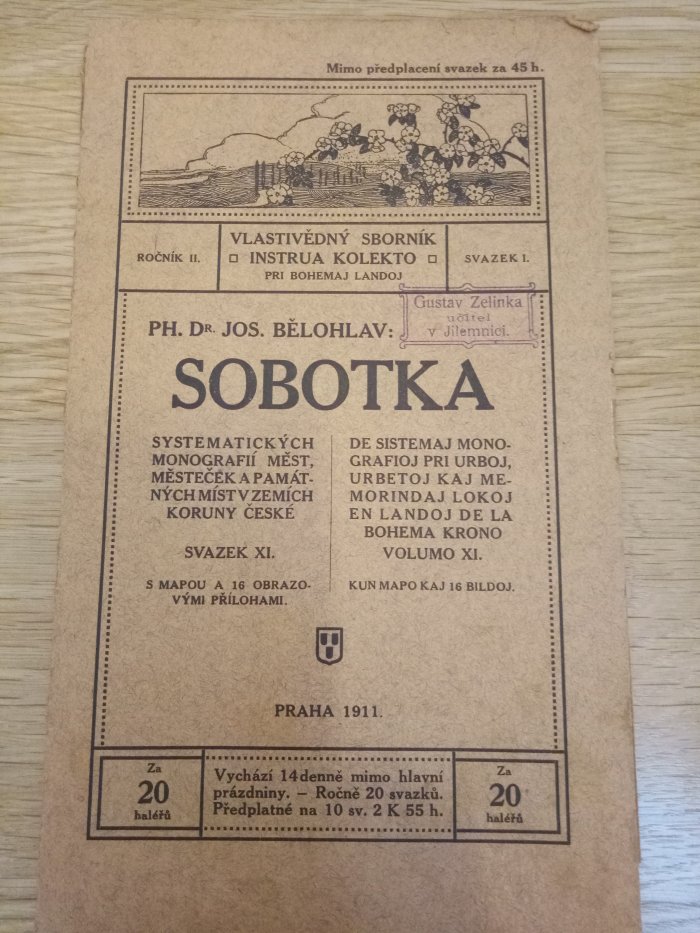 Mimo předplacení svazek za 45 h.
ROČNÍK II.
VLASTIVĚDNÝ SBORNÍK
INSTRUA KOLEKTO
PRI BOHEMAJ LANDOJ
SVAZEK I.
Gustav Zelinka
učitel
v Jilemnici.
PH. DR. JOS. BĚLOHLAV:
SOBOTKA
SYSTEMATICKÝCH
MONOGRAFIÍ MĚST,
MĚSTEČEK A PAMÁT-
NÝCH MÍST V ZEMÍCH
KORUNY ČESKÉ
SVAZEK XI.
S MAPOU A 16 OBRAZO-
VÝMI PŘÍLOHAMI.
DE SISTEMAJ MONO-
GRAFIOJ PRI URBOJ,
URBETOJ KAJ ME-
MORINDAJ LOKOJ
EN LANDOJ DE LA
BOHEMA KRONO
VOLUMO XI.
KUN MAPO KAJ 16 BILDOJ.
PRAHA 1911.
Za
20
haléřů
Vychází 14denně mimo hlavní
prázdniny. – Ročně 20 svazků.
Předplatné na 10 sv. 2 K 55 h.
Za
20
haléřů